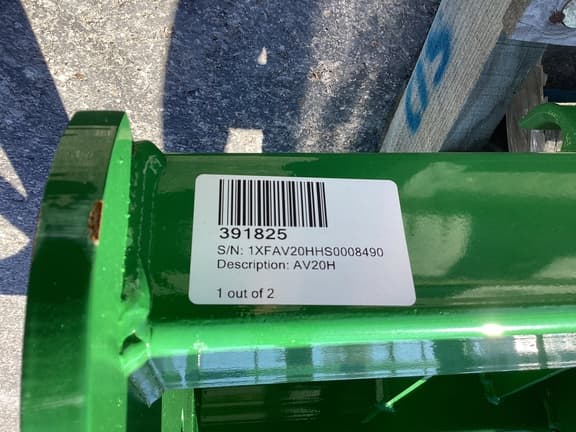 391825
S/N: 1XFAV20HHS0008490
Description: AV20H
1 out of 2